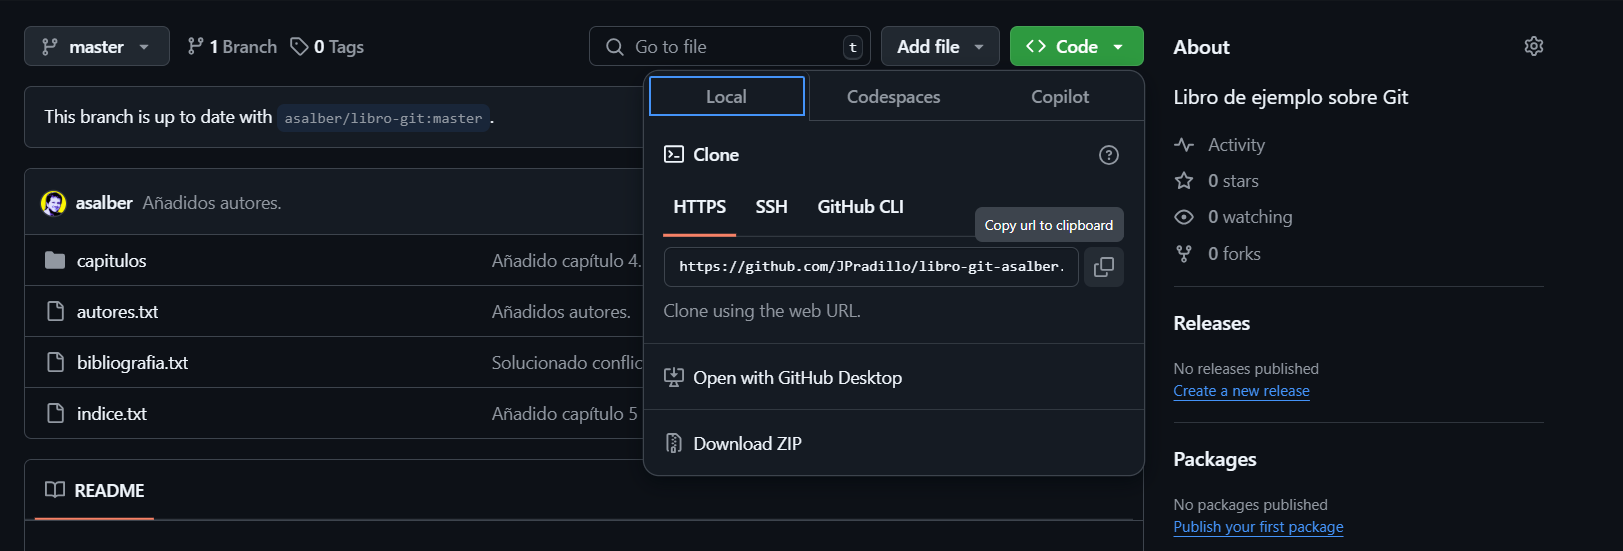 master
1 Branch
0 Tags
Go to file
t
Add file
Code
This branch is up to date with asalber/libro-git:master .
asalber Añadidos autores.
capitulos Añadido capítulo 4.
autores.txt Añadidos autores.
bibliografia.txt Solucionado conflic
indice.txt Añadido capítulo 5
README
Local
Codespaces
Copilot
Clone
HTTPS
SSH
GitHub CLI
Copy url to clipboard
https://github.com/JPradillo/libro-git-asalber.
Clone using the web URL.
Open with GitHub Desktop
Download ZIP
About
Libro de ejemplo sobre Git
Activity
0 stars
0 watching
0 forks
Releases
No releases published
Create a new release
Packages
No packages published
Publish your first package